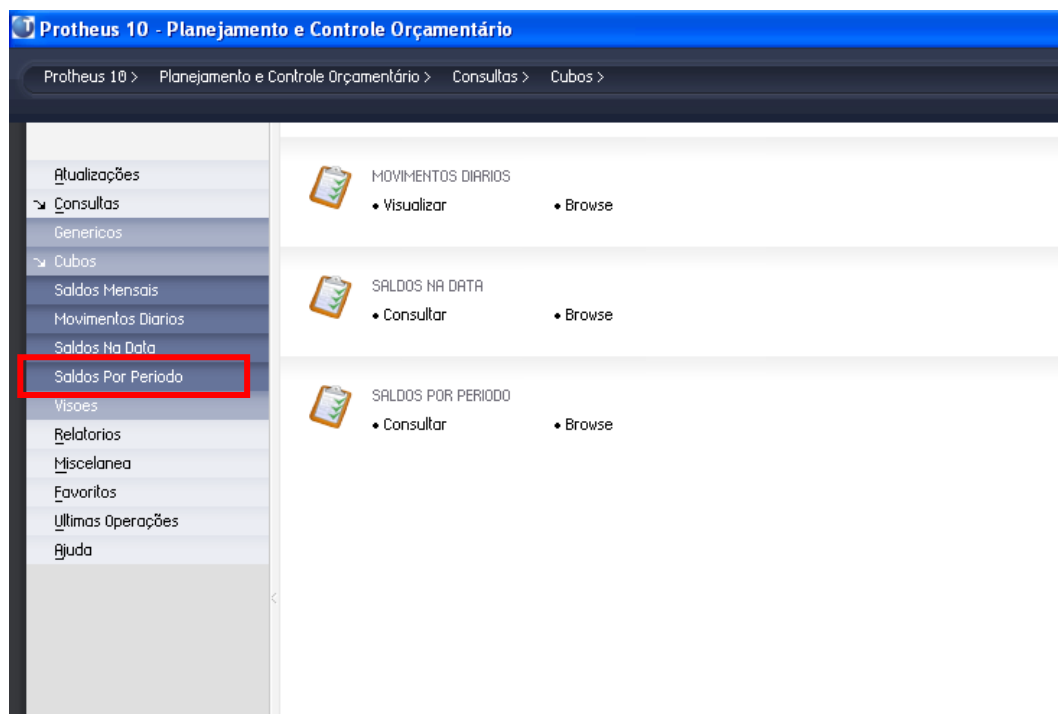 Protheus 10 - Planejamento e Controle Orçamentário
Protheus 10 > Planejamento e Controle Orçamentário > Consultas > Cubos >
Atualizações
Consultas
Genericos
Cubos
Saldos Mensais
Movimentos Diarios
Saldos Na Data
Saldos Por Periodo
Visoes
Relatorios
Miscelanea
Favoritos
Ultimas Operações
Ajuda
MOVIMENTOS DIARIOS
• Visualizar • Browse
SALDOS NA DATA
• Consultar • Browse
SALDOS POR PERIODO
• Consultar • Browse